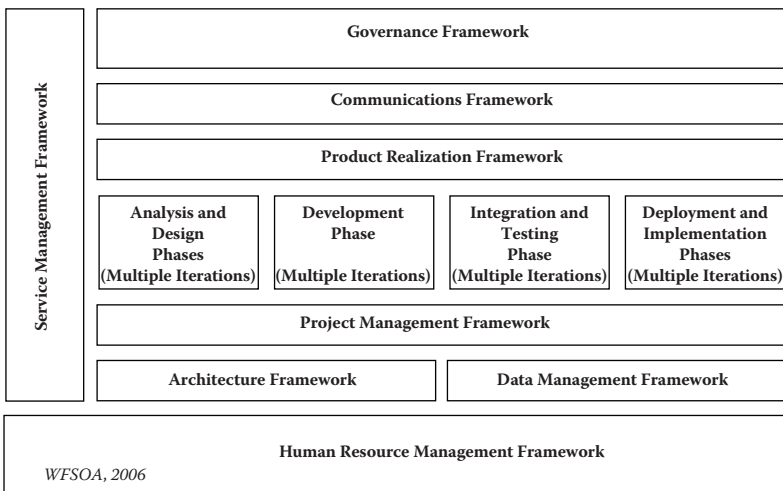 Service Management Framework
Governance Framework
Communications Framework
Product Realization Framework
Analysis and
Design
Phases
(Multiple Iterations)
Development
Phase
(Multiple Iterations)
Integration and
Testing
Phase
(Multiple Iterations)
Deployment and
Implementation
Phases
(Multiple Iterations)
Project Management Framework
Architecture Framework
Data Management Framework
Human Resource Management Framework
WFSOA, 2006